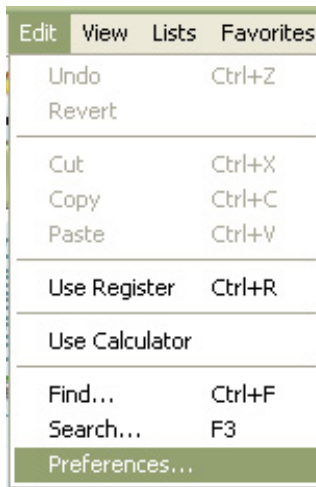 Edit View Lists Favorites
Undo Ctrl+Z
Revert
Cut Ctrl+X
Copy Ctrl+C
Paste Ctrl+V
Use Register Ctrl+R
Use Calculator
Find... Ctrl+F
Search... F3
Preferences...